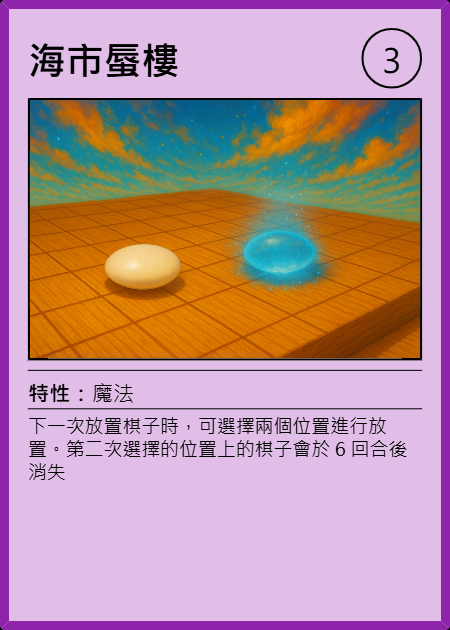 海市蜃樓
3
特性：魔法
下一次放置棋子時，可選擇兩個位置進行放
置。第二次選擇的位置上的棋子會於 6 回合後
消失